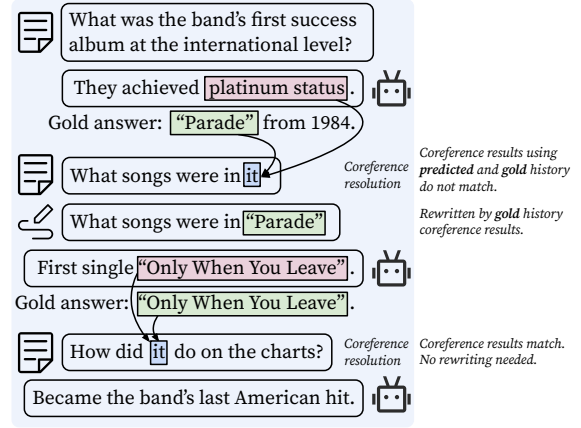 What was the band's first success
album at the international level?
They achieved platinum status.
Gold answer: “Parade” from 1984.
What songs were in it
Coreference
resolution
Coreference results using
predicted and gold history
do not match.
What songs were in “Parade”
Rewritten by gold history
coreference results.
First single “Only When You Leave”.
Gold answer: “Only When You Leave”.
How did it do on the charts?
Coreference
resolution
Coreference results match.
No rewriting needed.
Became the band's last American hit.